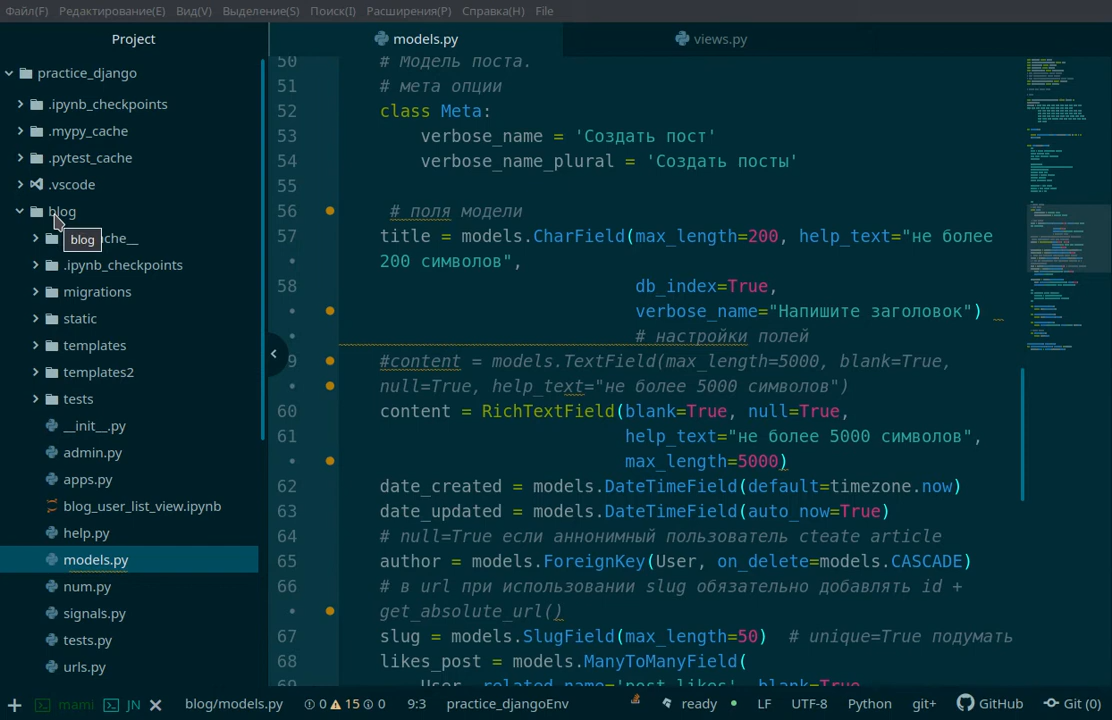 Файл(F) Редактирование(E) Вид(V) Выделение(S) Поиск(I) Расширения(P) Справка(H) File
Project
models.py
views.py
practice_django
.ipynb_checkpoints
.mypy_cache
.pytest_cache
.vscode
blog
blog
.ipynb_checkpoints
migrations
static
templates
templates2
tests
__init__.py
admin.py
apps.py
blog_user_list_view.ipynb
help.py
models.py
num.py
signals.py
tests.py
urls.py
50 # Модель поста.
51 # мета опции
52 class Meta:
53 verbose_name = 'Создать пост'
54 verbose_name_plural = 'Создать посты'
55
56 # поля модели
57 title = models.CharField(max_length=200, help_text="не более
200 символов",
58 db_index=True,
verbose_name="Напишите заголовок")
# настройки полей
9 #content = models.TextField(max_length=5000, blank=True,
null=True, help_text="не более 5000 символов")
60 content = RichTextField(blank=True, null=True,
61 help_text="не более 5000 символов",
max_length=5000)
62 date_created = models.DateTimeField(default=timezone.now)
63 date_updated = models.DateTimeField(auto_now=True)
64 # null=True если аннонимный пользователь cteate article
65 author = models.ForeignKey(User, on_delete=models.CASCADE)
66 # в url при использовании slug обязательно добавлять id +
get_absolute_url()
67 slug = models.SlugField(max_length=50) # unique=True подумать
68 likes_post = models.ManyToManyField(
69 User, related_name='post_likes', blank=True
mami JN blog/models.py 0 15 0 9:3 practice_djangoEnv ready LF UTF-8 Python git+ GitHub Git (0)